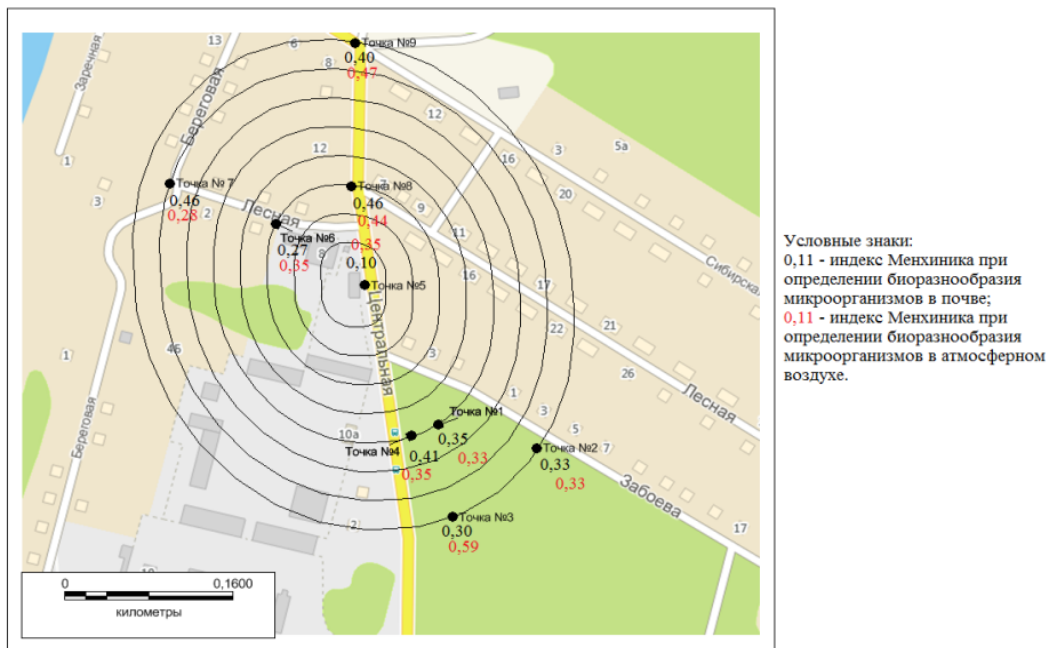 Точка №9
0,40
0,47
13
6
8
Заречная
Береговая
12
5а
3
16
12
20
1
3
Точка № 7
0,46
0,28
2
Лесная
Точка №8
7
0,46
0,44
9
11
Точка №6
0,27
0,35
8
0,35
0,10
Точка №5
16
17
Сибирская
Центральная
22
21
46
1
3
26
Лесная
1
3
5
7
Точка №1
0,35
0,33
10а
Точка №4
0,41
0,35
Точка №2
0,33
0,33
Забоева
Береговая
Точка №3
0,30
0,59
2
17
10
0
0,1600
километры
Условные знаки:
0,11 - индекс Менхиника при
определении биоразнообразия
микроорганизмов в почве;
0,11 - индекс Менхиника при
определении биоразнообразия
микроорганизмов в атмосферном
воздухе.